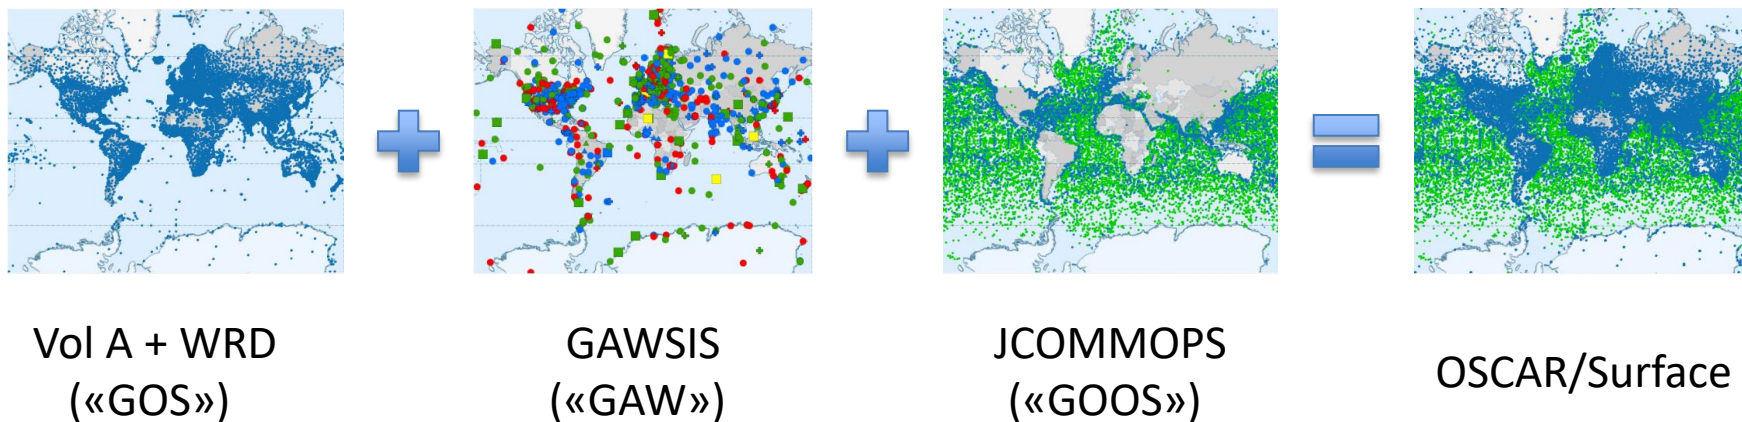 Vol A + WRD
(«GOS»)
GAWSIS
(«GAW»)
JCOMMOPS
(«GOOS»)
OSCAR/Surface